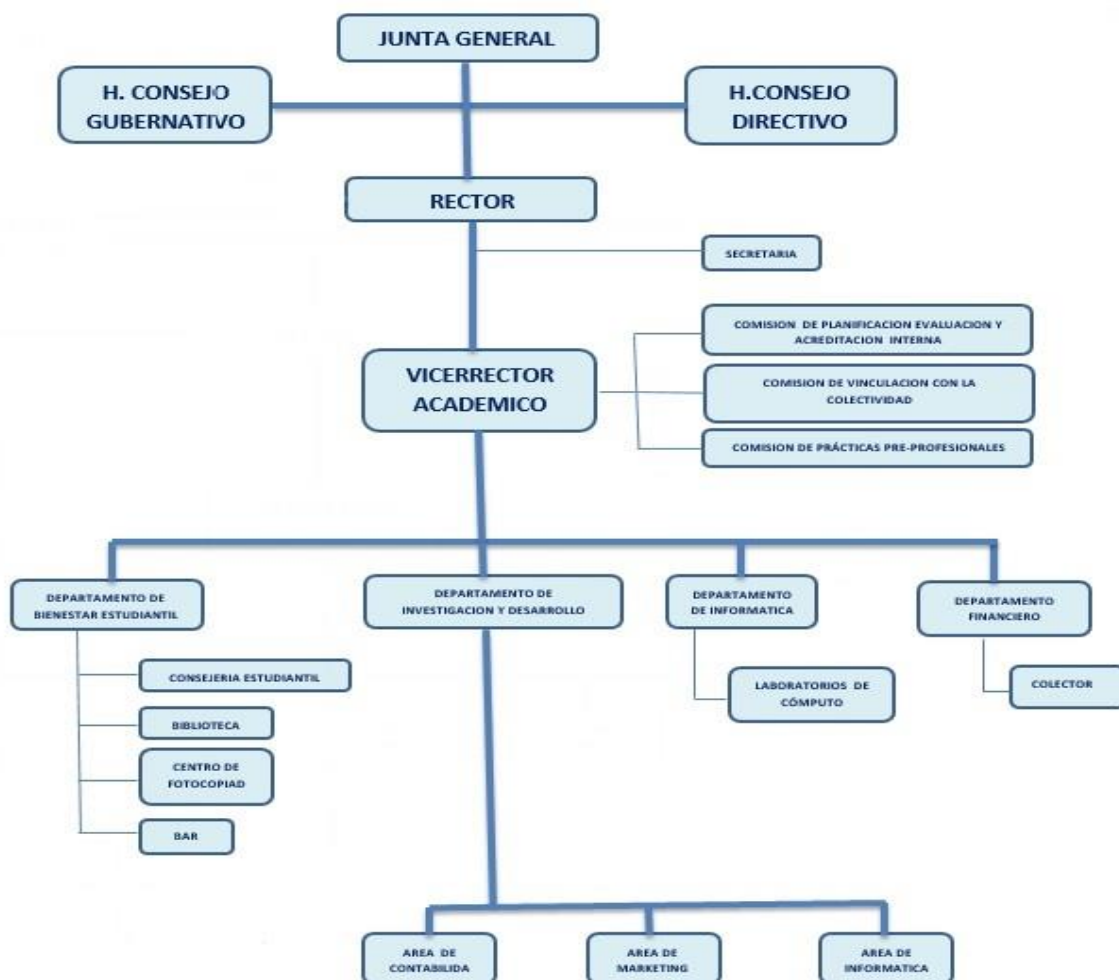 JUNTA GENERAL
H. CONSEJO
GUBERNATIVO
H.CONSEJO
DIRECTIVO
RECTOR
SECRETARIA
COMISION DE PLANIFICACION EVALUACION Y
ACREDITACION INTERNA
VICERRECTOR
ACADEMICO
COMISION DE VINCULACION CON LA
COLECTIVIDAD
COMISION DE PRÁCTICAS PRE-PROFESIONALES
DEPARTAMENTO DE
BIENESTAR ESTUDIANTIL
DEPARTAMENTO DE
INVESTIGACION Y DESARROLLO
DEPARTAMENTO
DE INFORMATICA
DEPARTAMENTO
FINANCIERO
CONSEJERIA ESTUDIANTIL
BIBLIOTECA
CENTRO DE
FOTOCOPIAD
BAR
LABORATORIOS DE
CÓMPUTO
COLECTOR
AREA DE
CONTABILIDA
AREA DE
MARKETING
AREA DE
INFORMATICA